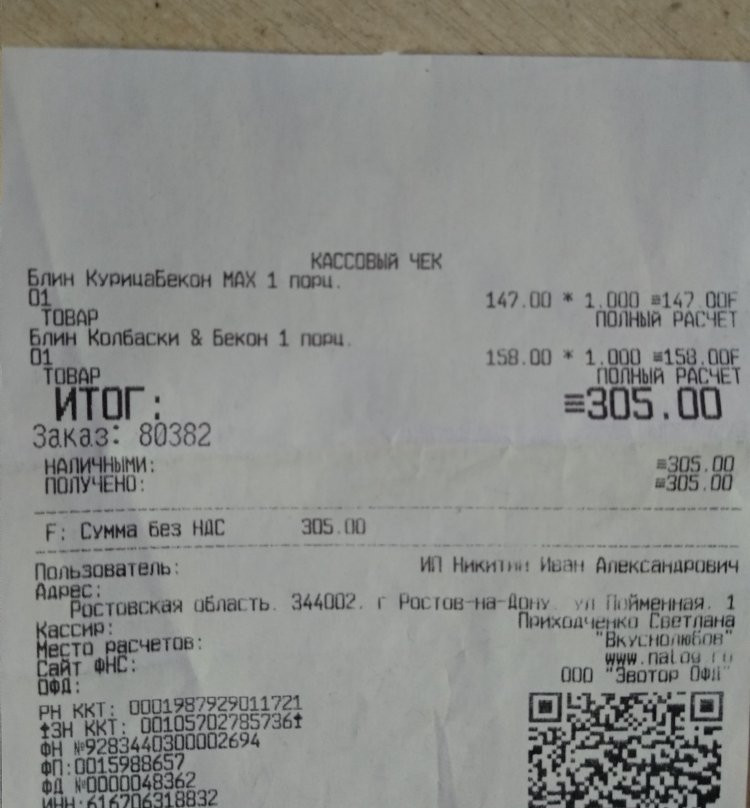 КАССОВЫЙ ЧЕК
Блин КурицаБекон MAX 1 порц.
01 147.00 * 1.000 ≡147.00F
ТОВАР ПОЛНЫЙ РАСЧЕТ
Блин Колбаски & Бекон 1 порц.
01 158.00 * 1.000 ≡158.00F
ТОВАР ПОЛНЫЙ РАСЧЕТ
ИТОГ: ≡305.00
Заказ: 80382
НАЛИЧНЫМИ: ≡305.00
ПОЛУЧЕНО: ≡305.00
F: Сумма без НДС 305.00
Пользователь: ИП Никитин Иван Александрович
Адрес:
Ростовская область. 344002. г Ростов-на-Дону. ул Пойменная. 1
Кассир: Приходченко Светлана
Место расчетов: "Вкуснолюбов"
Сайт ФНС: www.nalog.ru
ОФД: ООО "Эвотор ОФД"
РН ККТ: 0001987929011721
ЗН ККТ: 00105702785736
ФН №9283440300002694
ФП:0015988657
ФД №0000048362
ИНН:616706318832